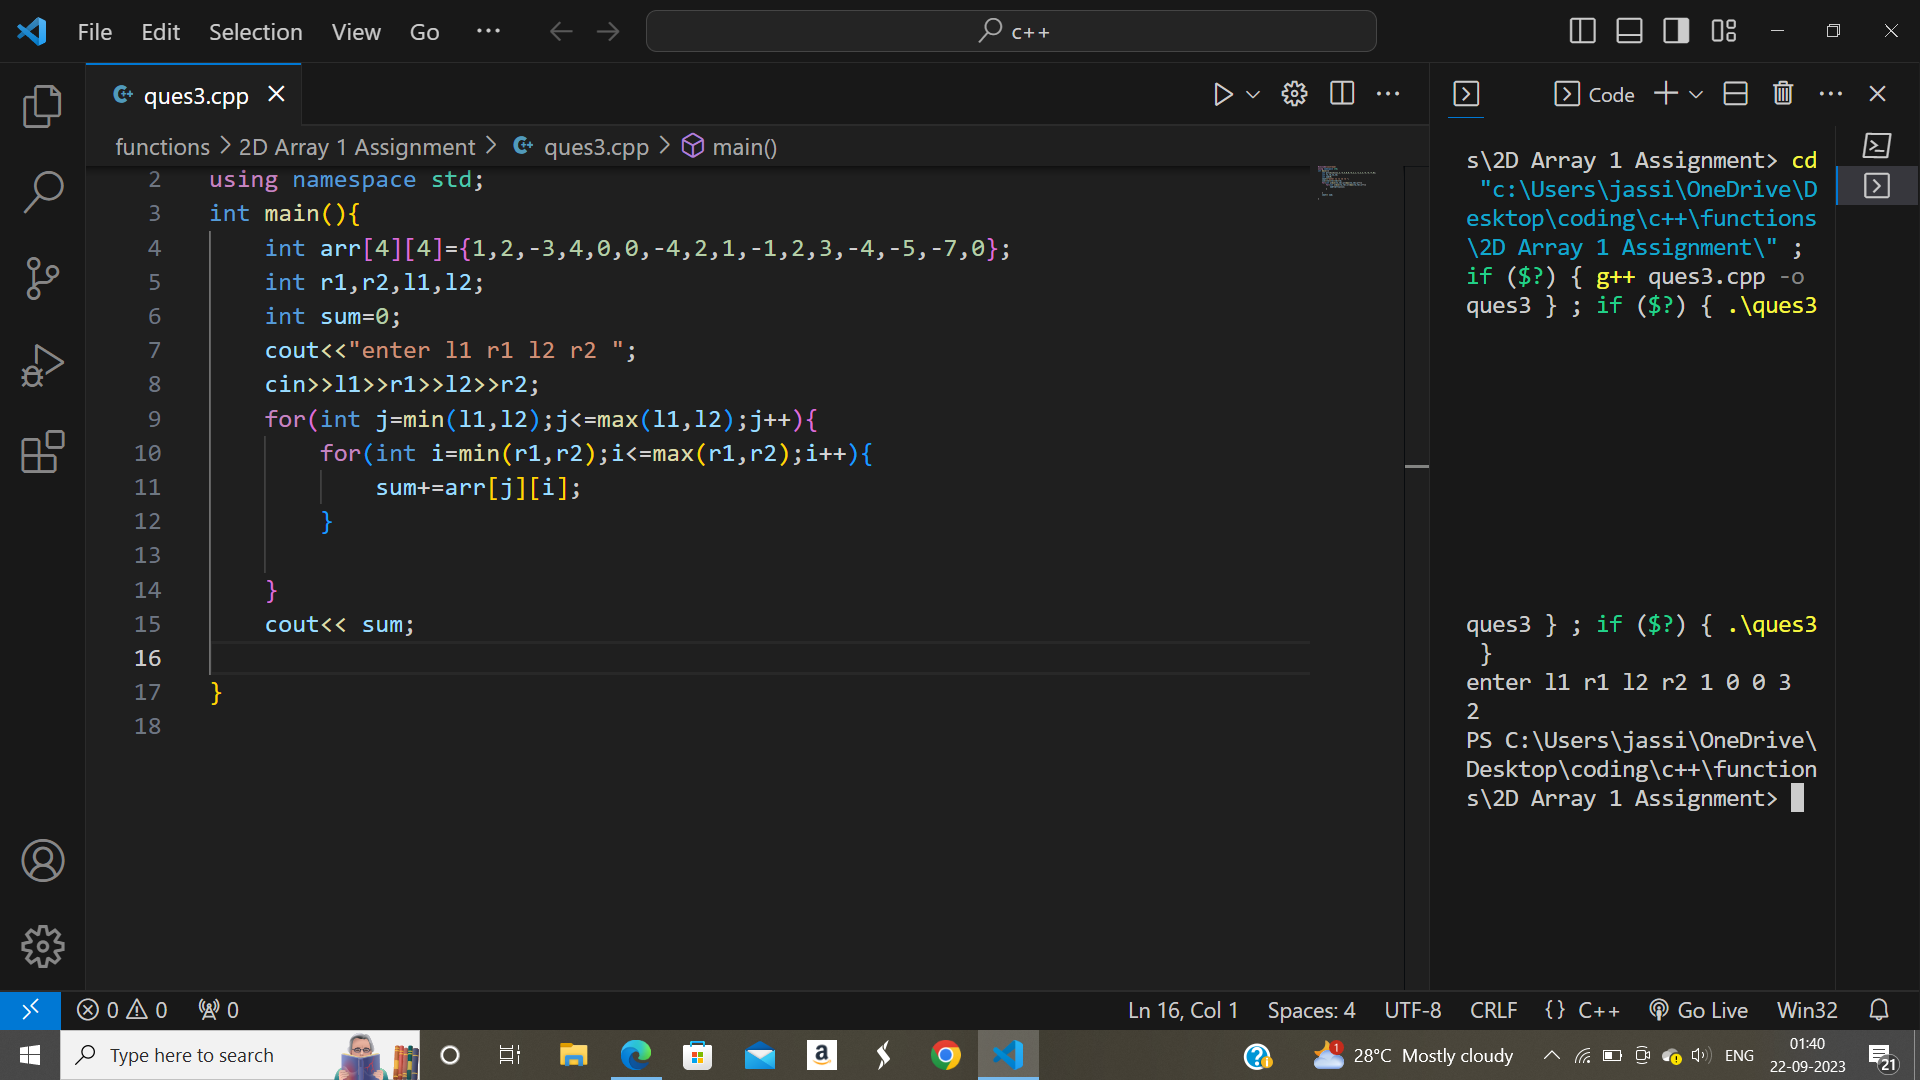 File Edit Selection View Go ··· c++
ques3.cpp
Code
functions > 2D Array 1 Assignment > ques3.cpp > main()
2 using namespace std;
3 int main(){
4 int arr[4][4]={1,2,-3,4,0,0,-4,2,1,-1,2,3,-4,-5,-7,0};
5 int r1,r2,l1,l2;
6 int sum=0;
7 cout<<"enter l1 r1 l2 r2 ";
8 cin>>l1>>r1>>l2>>r2;
9 for(int j=min(l1,l2);j<=max(l1,l2);j++){
10 for(int i=min(r1,r2);i<=max(r1,r2);i++){
11 sum+=arr[j][i];
12 }
13
14 }
15 cout<< sum;
16
17 }
18
s\2D Array 1 Assignment> cd
"c:\Users\jassi\OneDrive\D
esktop\coding\c++\functions
\2D Array 1 Assignment\" ;
if ($?) { g++ ques3.cpp -o
ques3 } ; if ($?) { .\ques3
ques3 } ; if ($?) { .\ques3
}
enter l1 r1 l2 r2 1 0 0 3
2
PS C:\Users\jassi\OneDrive\
Desktop\coding\c++\function
s\2D Array 1 Assignment>
0 0 0 Ln 16, Col 1 Spaces: 4 UTF-8 CRLF {} C++ Go Live Win32
Type here to search
a
28°C Mostly cloudy
1
ENG
01:40
22-09-2023
21